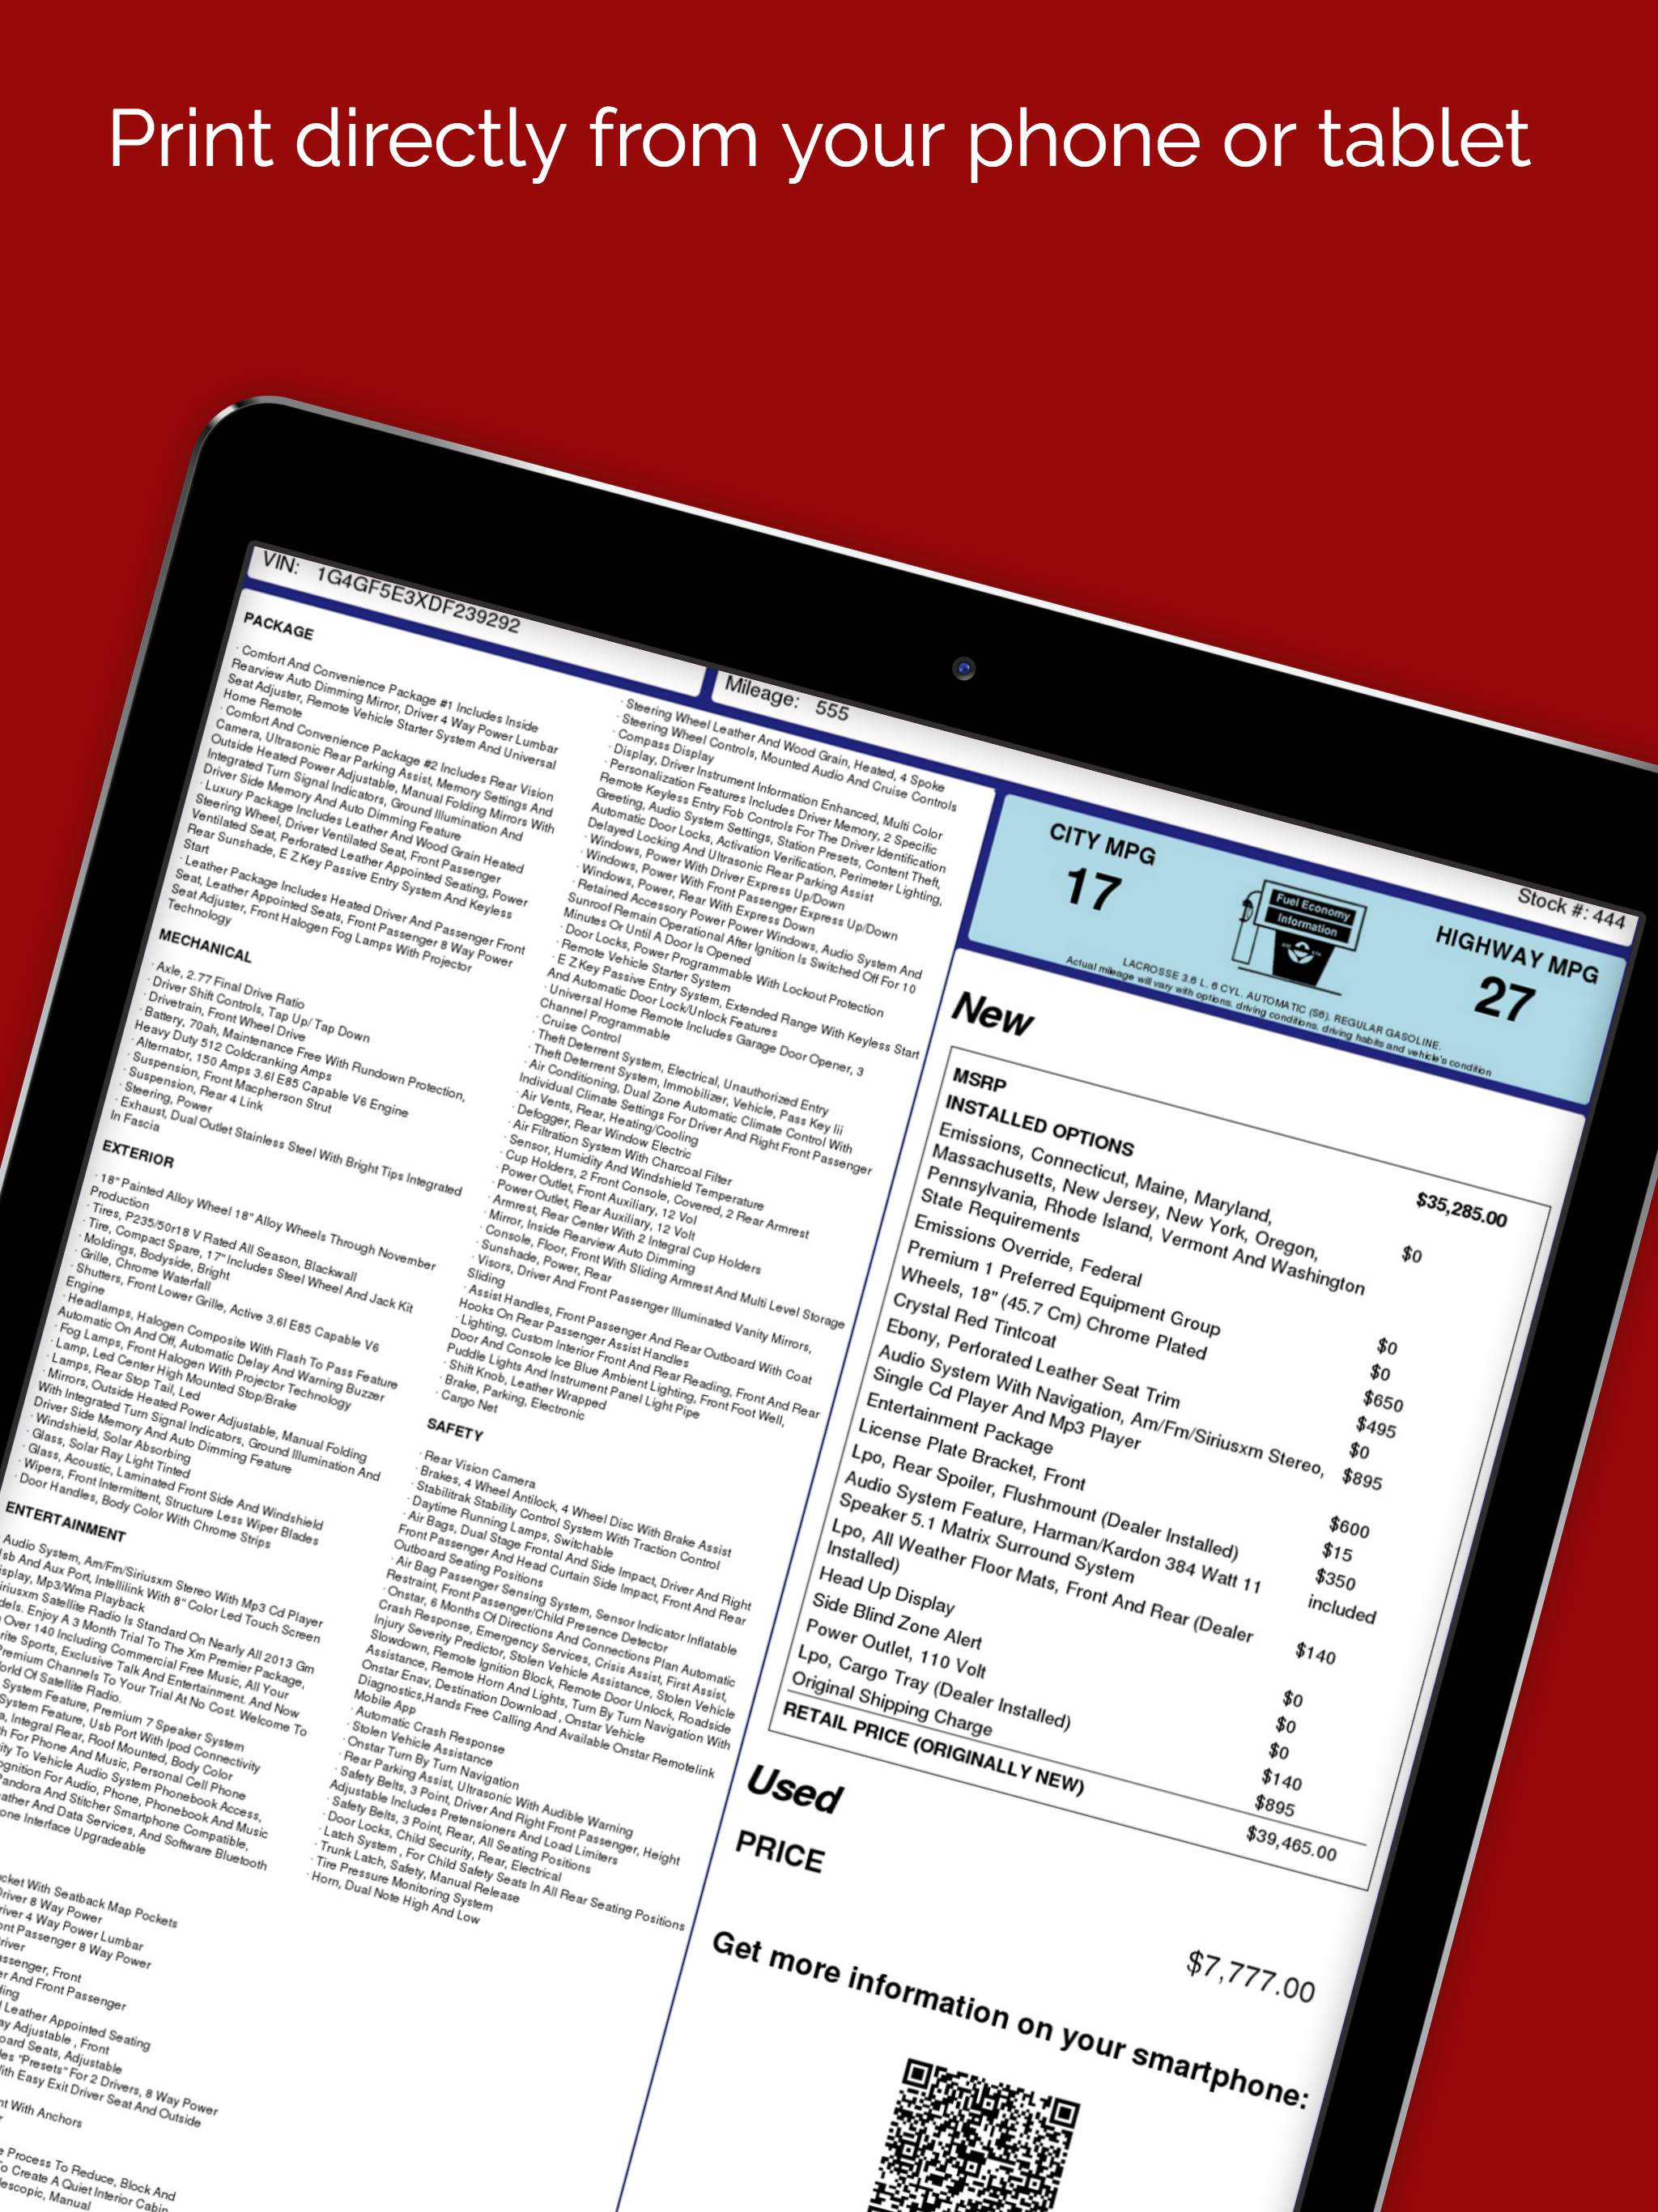 Print directly from your phone or tablet
VIN: 1G4GF5E3XDF239292
Mileage: 555
Stock #: 444
PACKAGE
· Comfort And Convenience Package #1 Includes Inside
Rearview Auto Dimming Mirror, Driver 4 Way Power Lumbar
Seat Adjuster, Remote Vehicle Starter System And Universal
Home Remote
· Comfort And Convenience Package #2 Includes Rear Vision
Camera, Ultrasonic Rear Parking Assist, Memory Settings And
Outside Heated Power Adjustable, Manual Folding Mirrors With
Integrated Turn Signal Indicators, Ground Illumination And
Driver Side Memory And Auto Dimming Feature
· Luxury Package Includes Leather And Wood Grain Heated
Steering Wheel, Driver Ventilated Seat, Front Passenger
Ventilated Seat, Perforated Leather Appointed Seating, Power
Rear Sunshade, E Z Key Passive Entry System And Keyless
Start
· Leather Package Includes Heated Driver And Passenger Front
Seat, Leather Appointed Seats, Front Passenger 8 Way Power
Seat Adjuster, Front Halogen Fog Lamps With Projector
Technology
MECHANICAL
· Axle, 2.77 Final Drive Ratio
· Driver Shift Controls, Tap Up/ Tap Down
· Drivetrain, Front Wheel Drive
· Battery, 70ah, Maintenance Free With Rundown Protection,
Heavy Duty 512 Coldcranking Amps
· Alternator, 150 Amps 3.6l E85 Capable V6 Engine
· Suspension, Front Macpherson Strut
· Suspension, Rear 4 Link
· Steering, Power
· Exhaust, Dual Outlet Stainless Steel With Bright Tips Integrated
In Fascia
EXTERIOR
· 18" Painted Alloy Wheel 18" Alloy Wheels Through November
Production
· Tires, P235/50r18 V Rated All Season, Blackwall
· Tire, Compact Spare, 17" Includes Steel Wheel And Jack Kit
· Moldings, Bodyside, Bright
· Grille, Chrome Waterfall
· Shutters, Front Lower Grille, Active 3.6l E85 Capable V6
Engine
· Headlamps, Halogen Composite With Flash To Pass Feature
Automatic On And Off, Automatic Delay And Warning Buzzer
· Fog Lamps, Front Halogen With Projector Technology
· Lamp, Led Center High Mounted Stop/Brake
· Lamps, Rear Stop Tail, Led
· Mirrors, Outside Heated Power Adjustable, Manual Folding
With Integrated Turn Signal Indicators, Ground Illumination And
Driver Side Memory And Auto Dimming Feature
· Windshield, Solar Absorbing
· Glass, Solar Ray Light Tinted
· Glass, Acoustic, Laminated Front Side And Windshield
· Wipers, Front Intermittent, Structure Less Wiper Blades
· Door Handles, Body Color With Chrome Strips
ENTERTAINMENT
Audio System, Am/Fm/Siriusxm Stereo With Mp3 Cd Player
And Aux Port, Intellilink With 8" Color Led Touch Screen
Mp3/Wma Playback
Satellite Radio Is Standard On Nearly All 2013 Gm
Enjoy A 3 Month Trial To The Xm Premier Package,
Over 140 Including Commercial Free Music, All Your
Sports, Exclusive Talk And Entertainment. And Now
Premium Channels To Your Trial At No Cost. Welcome To
Of Satellite Radio.
System Feature, Premium 7 Speaker System
System Feature, Usb Port With Ipod Connectivity
Integral Rear, Roof Mounted, Body Color
For Phone And Music, Personal Cell Phone
To Vehicle Audio System Phonebook Access,
For Audio, Phone, Phonebook And Music
Pandora And Stitcher Smartphone Compatible,
And Data Services, And Software Bluetooth
Interface Upgradeable
With Seatback Map Pockets
8 Way Power
4 Way Power Lumbar
Passenger 8 Way Power
Front
And Front Passenger
Leather Appointed Seating
Adjustable , Front
Seats, Adjustable
"Presets" For 2 Drivers, 8 Way Power
With Easy Exit Driver Seat And Outside
With Anchors
Process To Reduce, Block And
To Create A Quiet Interior Cabin
Manual
· Steering Wheel Leather And Wood Grain, Heated, 4 Spoke
· Steering Wheel Controls, Mounted Audio And Cruise Controls
· Compass Display
· Display, Driver Instrument Information Enhanced, Multi Color
· Personalization Features Includes Driver Memory, 2 Specific
Remote Keyless Entry Fob Controls For The Driver Identification
Greeting, Audio System Settings, Station Presets, Content Theft,
Automatic Door Locks, Activation Verification, Perimeter Lighting,
Delayed Locking And Ultrasonic Rear Parking Assist
· Windows, Power With Driver Express Up/Down
· Windows, Power With Front Passenger Express Up/Down
· Windows, Power, Rear With Express Down
· Retained Accessory Power Power Windows, Audio System And
Sunroof Remain Operational After Ignition Is Switched Off For 10
Minutes Or Until A Door Is Opened
· Door Locks, Power Programmable With Lockout Protection
· Remote Vehicle Starter System
· E Z Key Passive Entry System, Extended Range With Keyless Start
And Automatic Door Lock/Unlock Features
· Universal Home Remote Includes Garage Door Opener, 3
Channel Programmable
· Cruise Control
· Theft Deterrent System, Electrical, Unauthorized Entry
· Theft Deterrent System, Immobilizer, Vehicle, Pass Key Iii
· Air Conditioning, Dual Zone Automatic Climate Control With
Individual Climate Settings For Driver And Right Front Passenger
· Air Vents, Rear, Heating/Cooling
· Defogger, Rear Window Electric
· Air Filtration System With Charcoal Filter
· Sensor, Humidity And Windshield Temperature
· Cup Holders, 2 Front Console, Covered, 2 Rear Armrest
· Power Outlet, Front Auxiliary, 12 Vol
· Power Outlet, Rear Auxiliary, 12 Volt
· Armrest, Rear Center With 2 Integral Cup Holders
· Mirror, Inside Rearview Auto Dimming
· Console, Floor, Front With Sliding Armrest And Multi Level Storage
· Sunshade, Power, Rear
· Visors, Driver And Front Passenger Illuminated Vanity Mirrors,
Sliding
· Assist Handles, Front Passenger And Rear Outboard With Coat
Hooks On Rear Passenger Assist Handles
· Lighting, Custom Interior Front And Rear Reading, Front And Rear
Door And Console Ice Blue Ambient Lighting, Front Foot Well,
Puddle Lights And Instrument Panel Light Pipe
· Shift Knob, Leather Wrapped
· Brake, Parking, Electronic
· Cargo Net
SAFETY
· Rear Vision Camera
· Brakes, 4 Wheel Antilock, 4 Wheel Disc With Brake Assist
· Stabilitrak Stability Control System With Traction Control
· Daytime Running Lamps, Switchable
· Air Bags, Dual Stage Frontal And Side Impact, Driver And Right
Front Passenger And Head Curtain Side Impact, Front And Rear
Outboard Seating Positions
· Air Bag Passenger Sensing System, Sensor Indicator Inflatable
Restraint, Front Passenger/Child Presence Detector
· Onstar, 6 Months Of Directions And Connections Plan Automatic
Crash Response, Emergency Services, Crisis Assist, First Assist,
Injury Severity Predictor, Stolen Vehicle Assistance, Stolen Vehicle
Slowdown, Remote Ignition Block, Remote Door Unlock, Roadside
Assistance, Remote Horn And Lights, Turn By Turn Navigation With
Onstar Enav, Destination Download , Onstar Vehicle
Diagnostics,Hands Free Calling And Available Onstar Remotelink
Mobile App
· Automatic Crash Response
· Stolen Vehicle Assistance
· Onstar Turn By Turn Navigation
· Rear Parking Assist, Ultrasonic With Audible Warning
· Safety Belts, 3 Point, Driver And Right Front Passenger, Height
Adjustable Includes Pretensioners And Load Limiters
· Safety Belts, 3 Point, Rear, All Seating Positions
· Door Locks, Child Security, Rear, Electrical
· Latch System , For Child Safety Seats In All Rear Seating Positions
· Trunk Latch, Safety, Manual Release
· Tire Pressure Monitoring System
· Horn, Dual Note High And Low
CITY MPG
17
Fuel Economy
Information
HIGHWAY MPG
27
LACROSSE 3.6 L. 6 CYL. AUTOMATIC (S6). REGULAR GASOLINE.
Actual mileage will vary with options, driving conditions, driving habits and vehicle's condition
New
MSRP $35,285.00
INSTALLED OPTIONS
Emissions, Connecticut, Maine, Maryland, $0
Massachusetts, New Jersey, New York, Oregon,
Pennsylvania, Rhode Island, Vermont And Washington
State Requirements
Emissions Override, Federal $0
Premium 1 Preferred Equipment Group $0
Wheels, 18" (45.7 Cm) Chrome Plated $650
Crystal Red Tintcoat $495
Ebony, Perforated Leather Seat Trim $0
Audio System With Navigation, Am/Fm/Siriusxm Stereo, $895
Single Cd Player And Mp3 Player
Entertainment Package $600
License Plate Bracket, Front $15
Lpo, Rear Spoiler, Flushmount (Dealer Installed) $350
Audio System Feature, Harman/Kardon 384 Watt 11 included
Speaker 5.1 Matrix Surround System
Lpo, All Weather Floor Mats, Front And Rear (Dealer $140
Installed)
Head Up Display $0
Side Blind Zone Alert $0
Power Outlet, 110 Volt $0
Lpo, Cargo Tray (Dealer Installed) $140
Original Shipping Charge $895
RETAIL PRICE (ORIGINALLY NEW) $39,465.00
Used
PRICE
$7,777.00
Get more information on your smartphone: